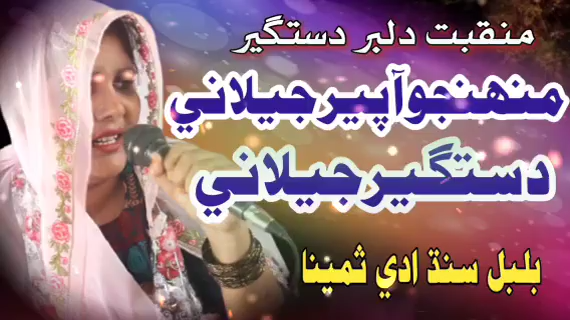 منقبت دلبر دستگير
منهنجو آ پير جيلاني
دستگير جيلاني
بلبل سنڌ ادي ثمينا